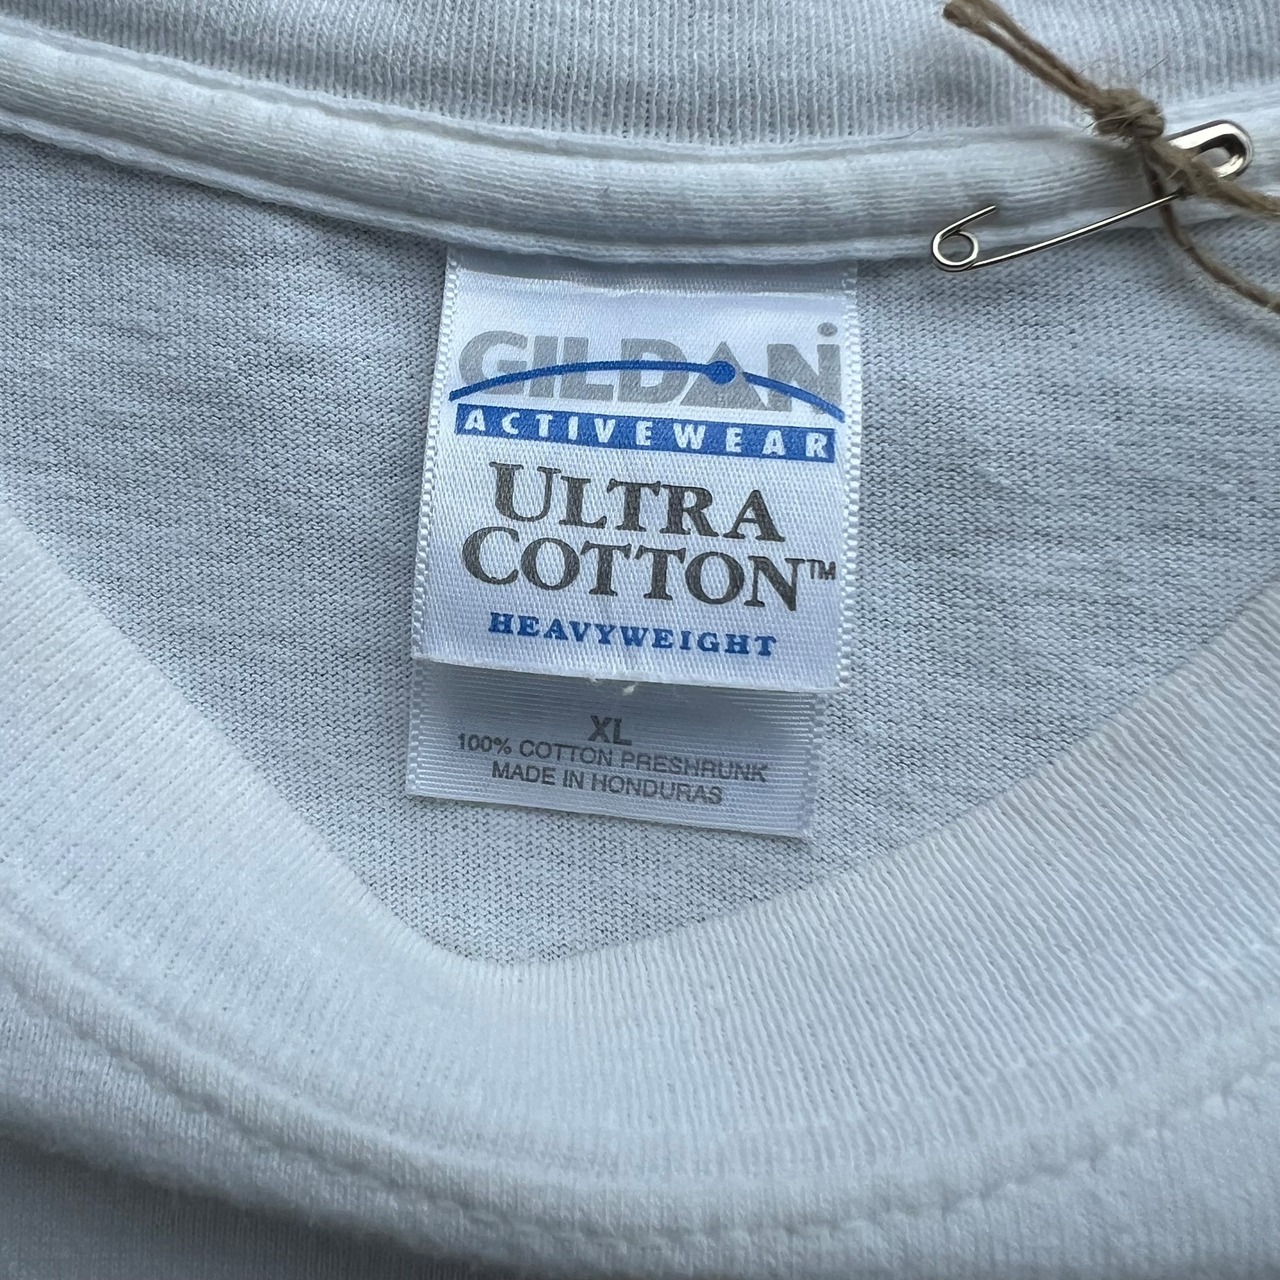 GILDAN®
ACTIVEWEAR
ULTRA
COTTON™
HEAVYWEIGHT
XL
100% COTTON PRESHRUNK
MADE IN HONDURAS